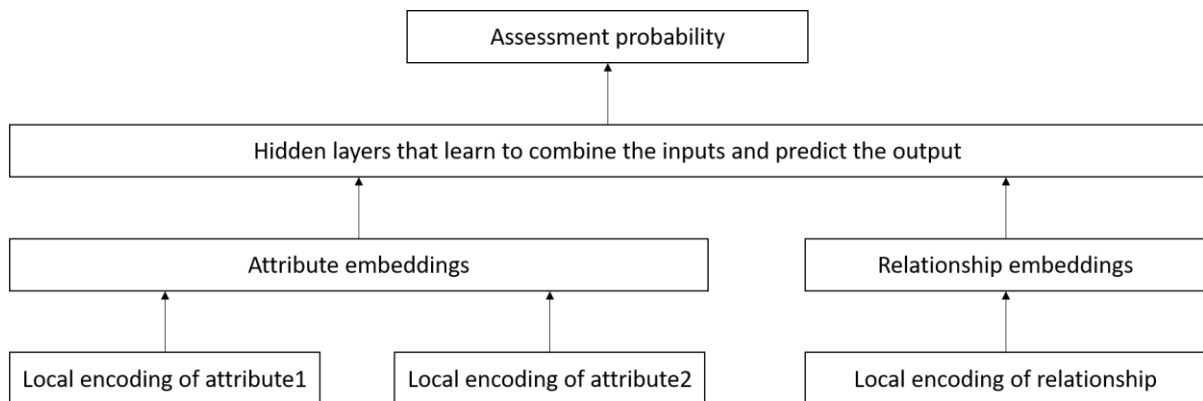 Assessment probability
Hidden layers that learn to combine the inputs and predict the output
Attribute embeddings
Relationship embeddings
Local encoding of attribute1
Local encoding of attribute2
Local encoding of relationship